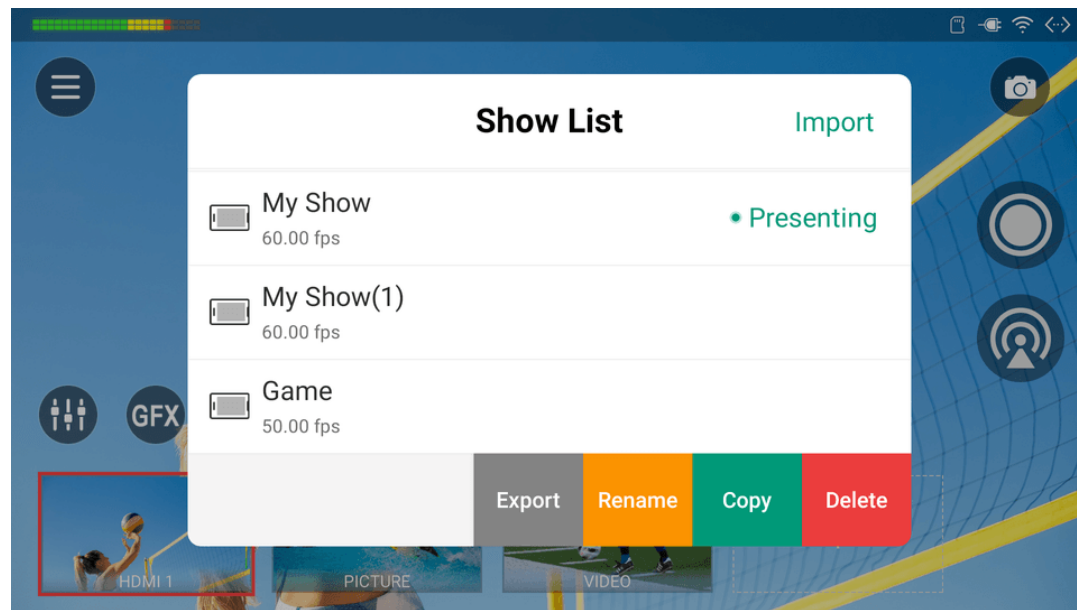 Show List
Import
My Show
60.00 fps
Presenting
My Show(1)
60.00 fps
Game
50.00 fps
GFX
Export Rename Copy Delete
HDMI 1
PICTURE
VIDEO